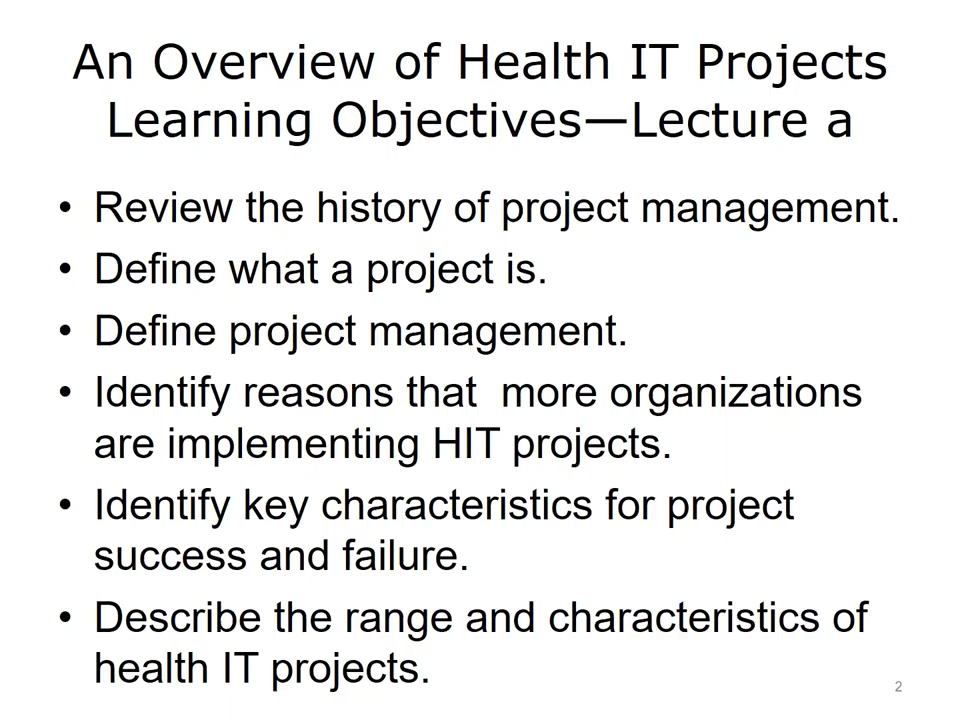 An Overview of Health IT Projects
Learning Objectives—Lecture a
• Review the history of project management.
• Define what a project is.
• Define project management.
• Identify reasons that  more organizations
are implementing HIT projects.
• Identify key characteristics for project
success and failure.
• Describe the range and characteristics of
health IT projects.
2